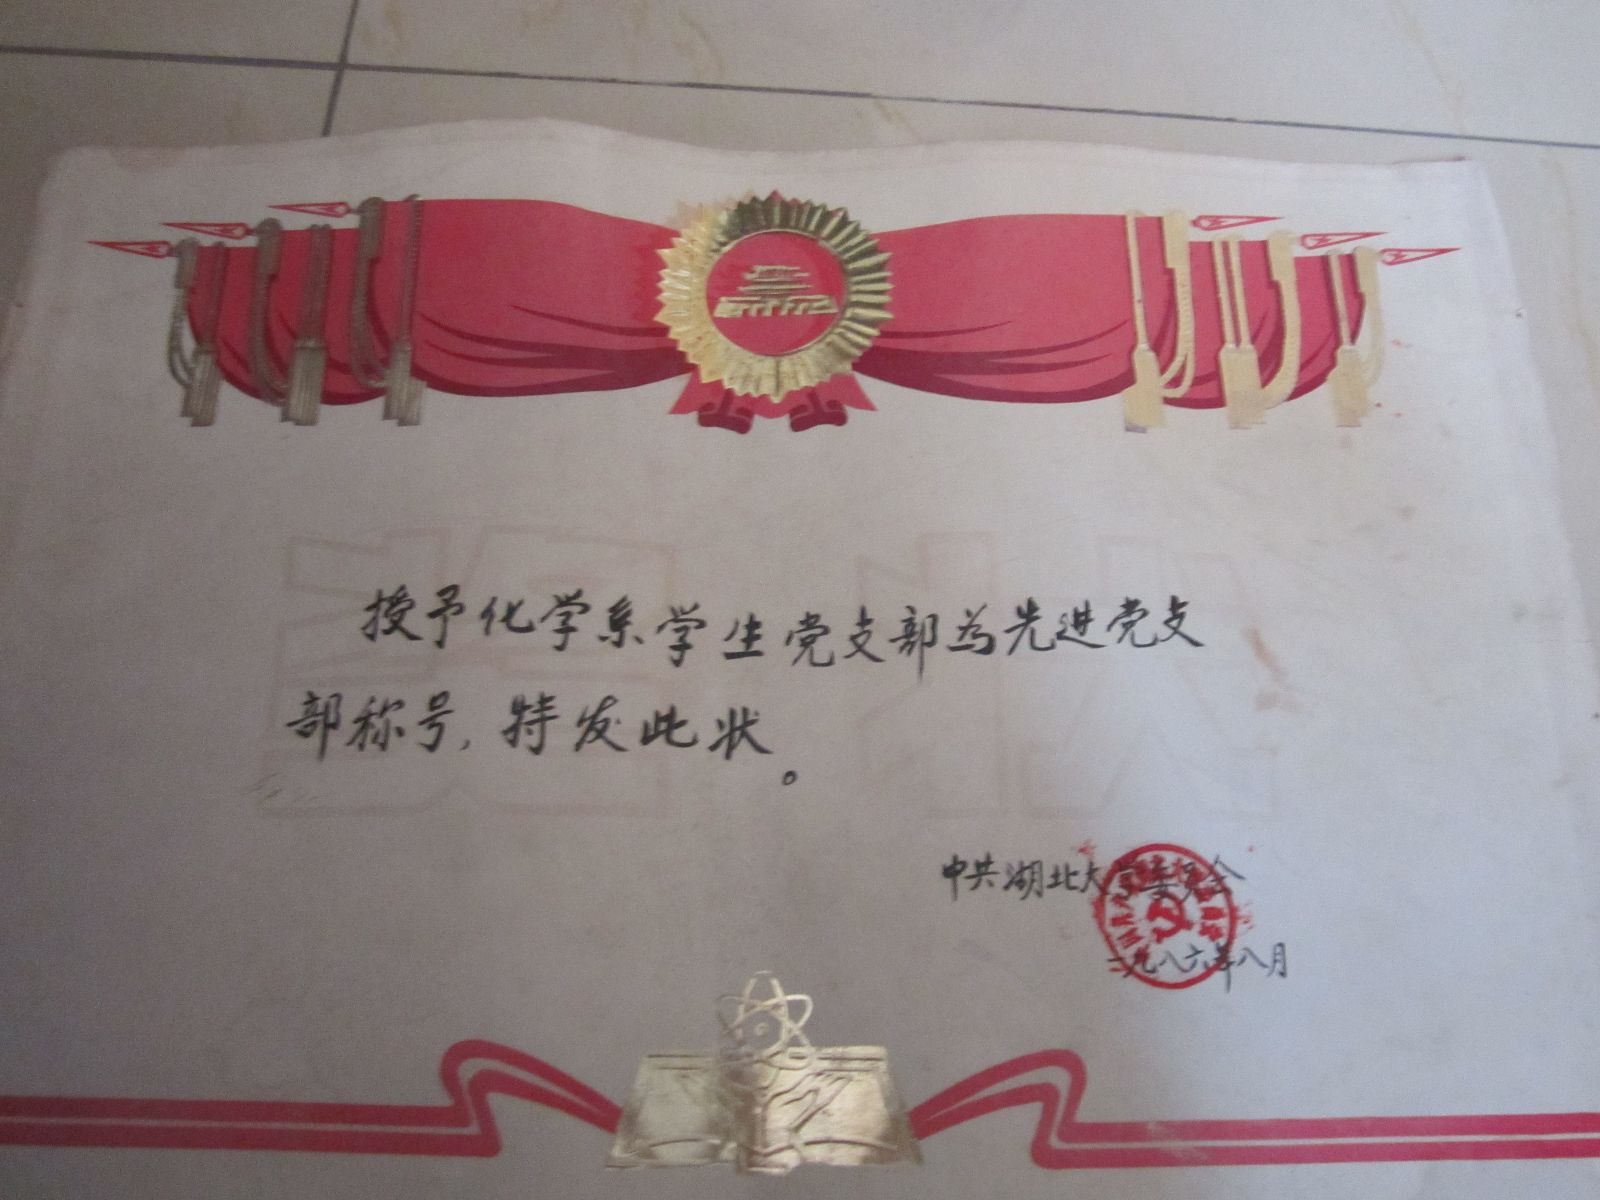 授予化学系学生党支部为先进党支
部称号,特发此状。
中共湖北大学委员会
一九八六年八月